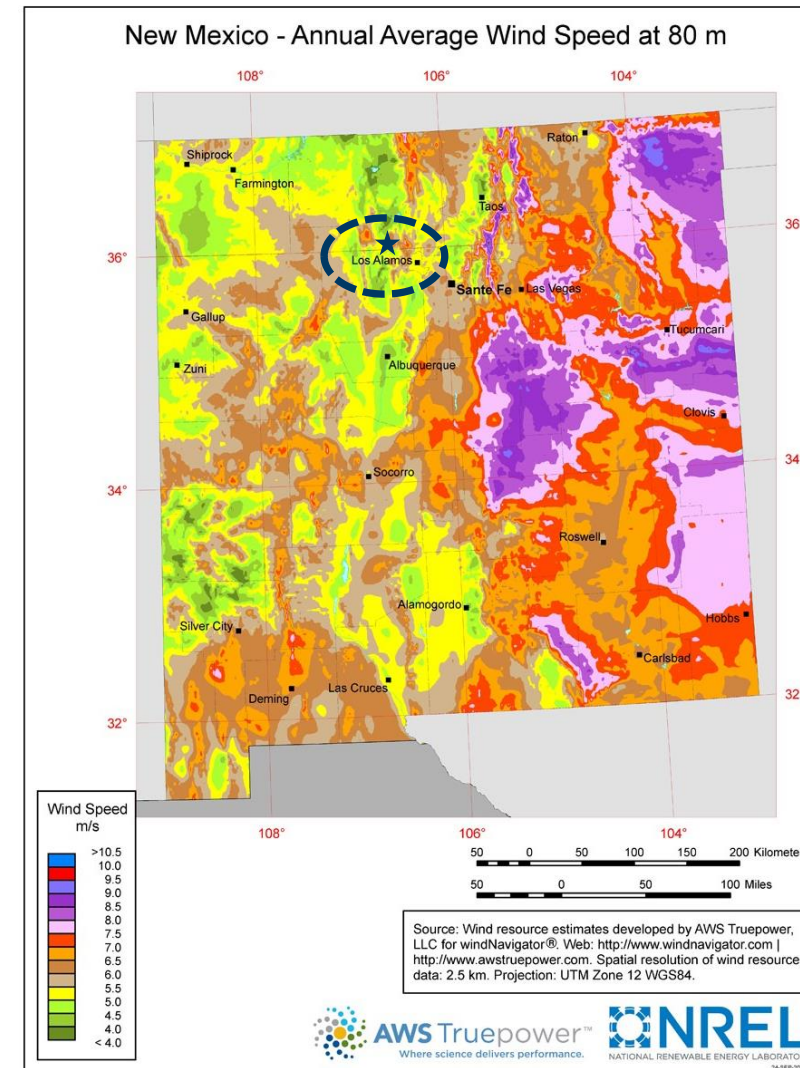 New Mexico - Annual Average Wind Speed at 80 m
108°
106°
104°
Raton
Shiprock
Farmington
Taos
36°
36°
Los Alamos
Sante Fe
Las Vegas
Gallup
Tucumcari
Zuni
Albuquerque
Clovis
34°
34°
Socorro
Roswell
Alamogordo
Hobbs
Silver City
Carlsbad
Las Cruces
Deming
32°
32°
108°
106°
104°
Wind Speed
m/s
>10.5
10.0
9.5
9.0
8.5
8.0
7.5
7.0
6.5
6.0
5.5
5.0
4.5
4.0
< 4.0
50 0 50 100 150 200 Kilomete
50 0 50 100 Miles
Source: Wind resource estimates developed by AWS Truepower,
LLC for windNavigator®. Web: http://www.windnavigator.com |
http://www.awstruepower.com. Spatial resolution of wind resource
data: 2.5 km. Projection: UTM Zone 12 WGS84.
AWS Truepower™
Where science delivers performance.
NREL
NATIONAL RENEWABLE ENERGY LABORATO